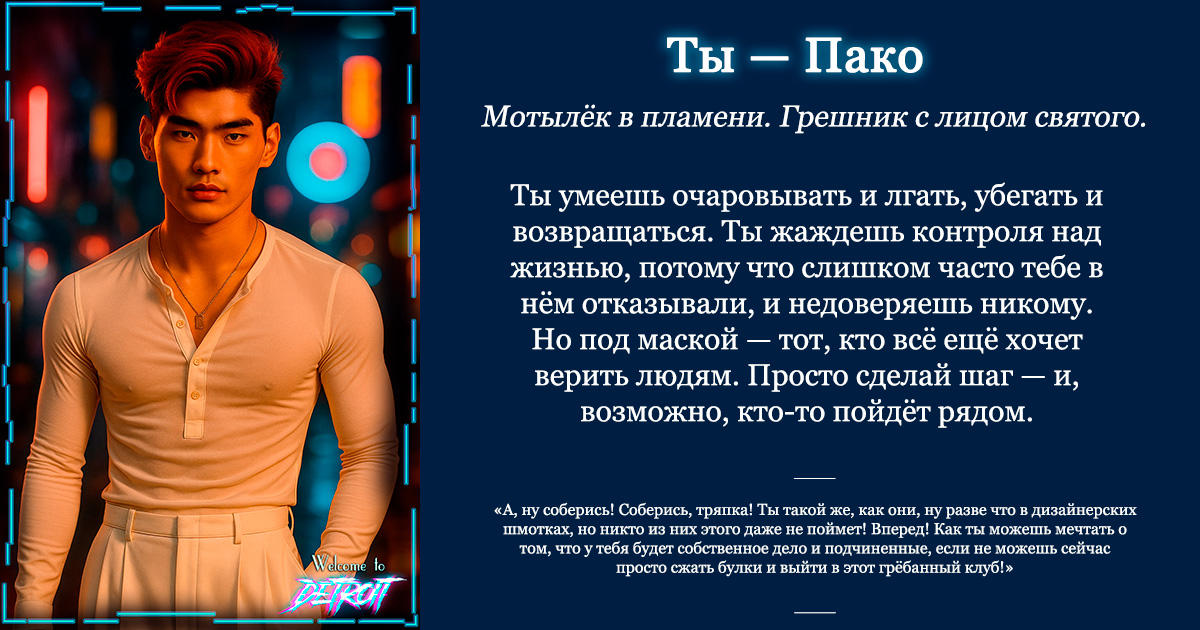 Ты — Пако
Мотылёк в пламени. Грешник с лицом святого.
Ты умеешь очаровывать и лгать, убегать и
возвращаться. Ты жаждешь контроля над
жизнью, потому что слишком часто тебе в
нём отказывали, и недоверяешь никому.
Но под маской — тот, кто всё ещё хочет
верить людям. Просто сделай шаг — и,
возможно, кто-то пойдёт рядом.
«А, ну соберись! Соберись, тряпка! Ты такой же, как они, ну разве что в дизайнерских
шмотках, но никто из них этого даже не поймет! Вперед! Как ты можешь мечтать о
том, что у тебя будет собственное дело и подчиненные, если не можешь сейчас
просто сжать булки и выйти в этот грёбанный клуб!»
Welcome to
DETROIT